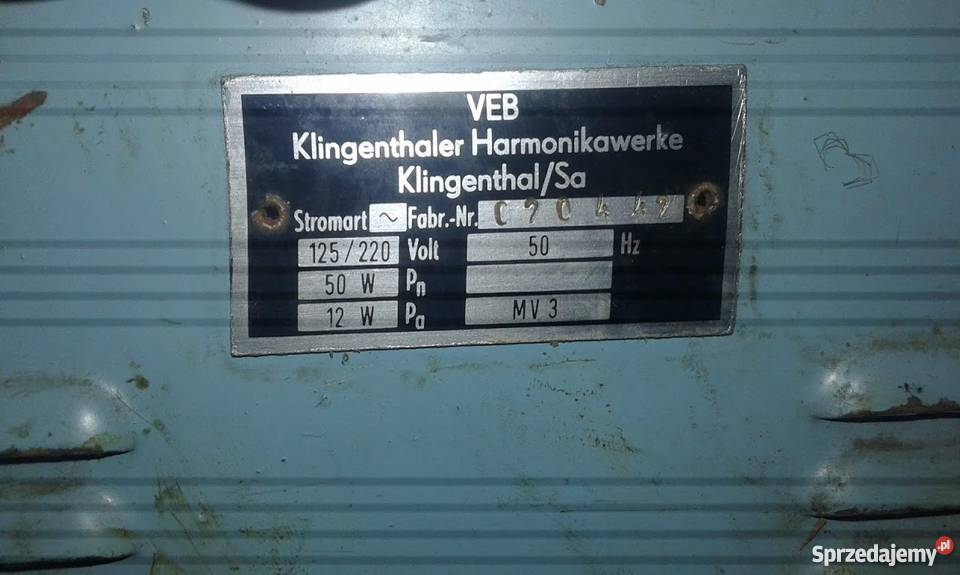 VEB
Klingenthaler Harmonikawerke
Klingenthal/Sa
Stromart ~ Fabr.-Nr.
125/220 Volt 50 Hz
50 W Pn
12 W Pa MV 3
Sprzedajemy.pl